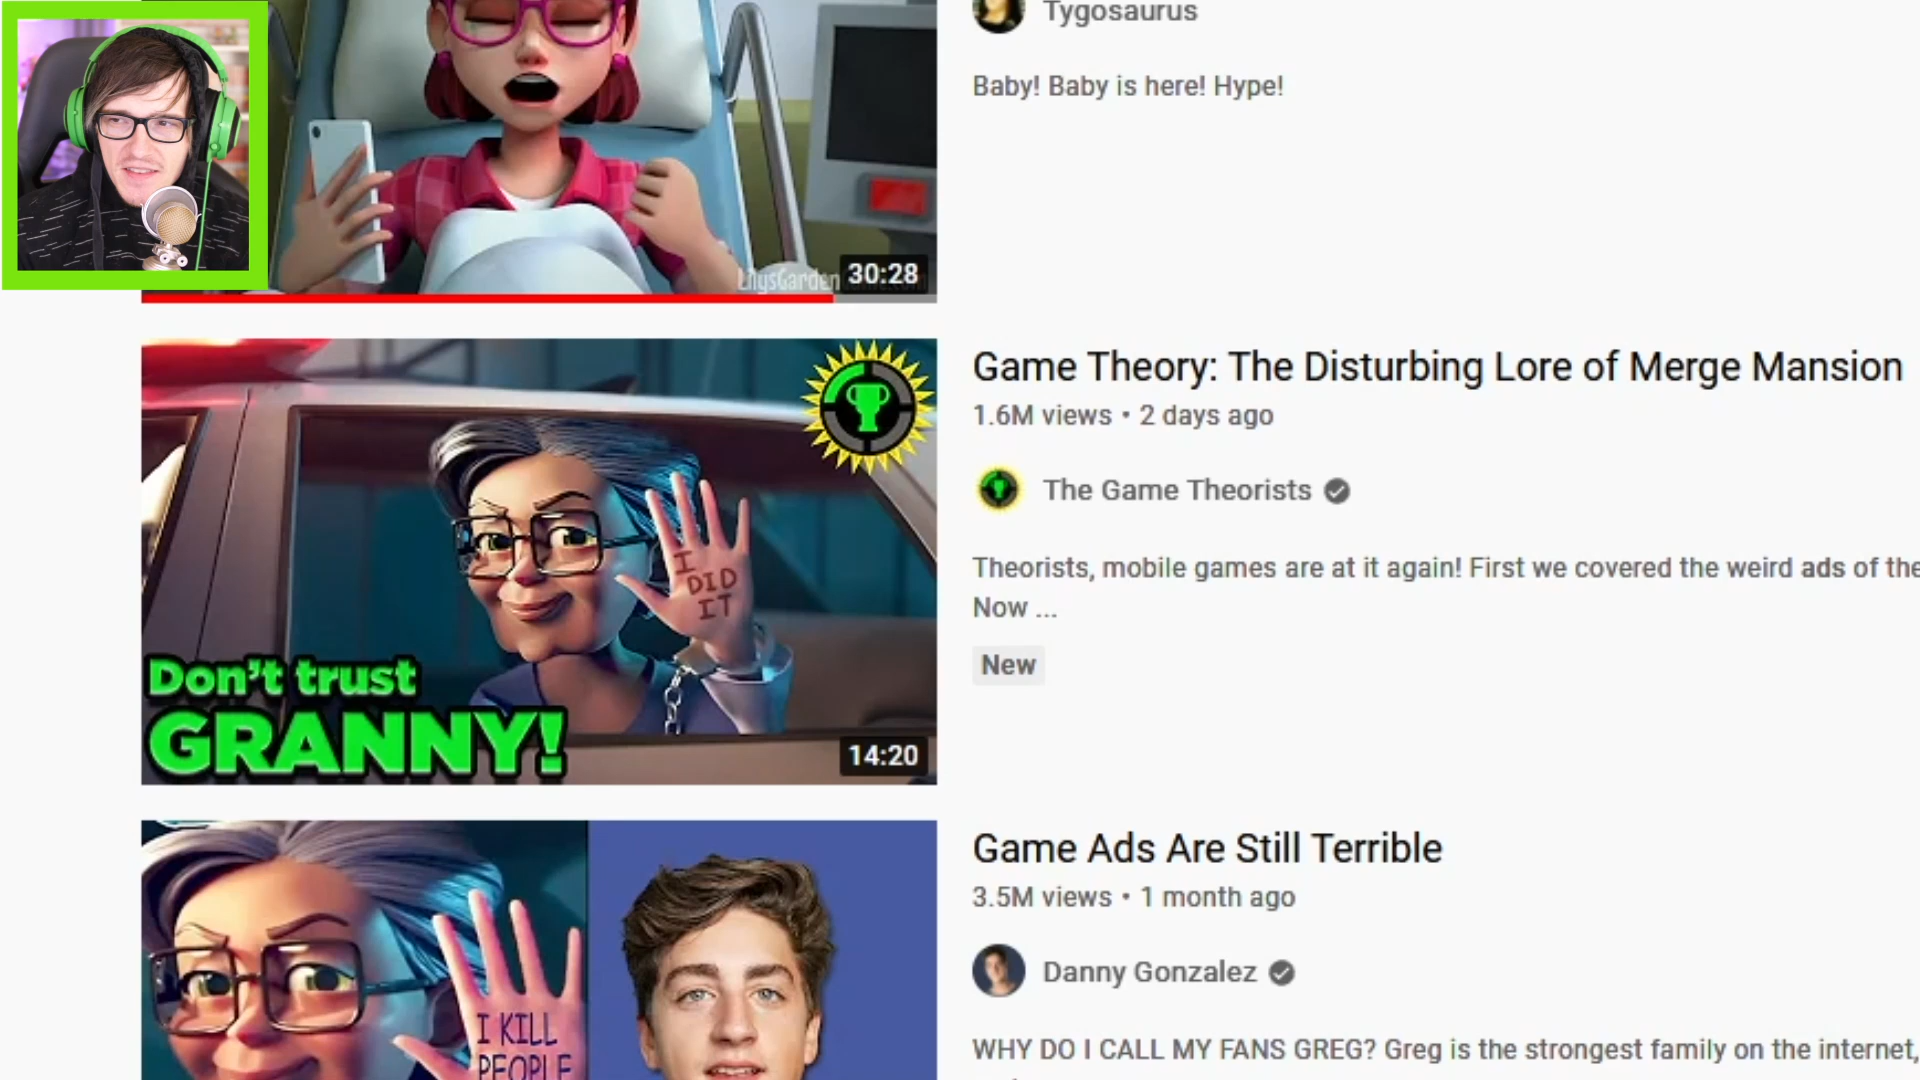 Tygosaurus
Baby! Baby is here! Hype!
LilysGarden
30:28
Game Theory: The Disturbing Lore of Merge Mansion
1.6M views • 2 days ago
The Game Theorists
Theorists, mobile games are at it again! First we covered the weird ads of the
Now ...
New
I
DID
IT
Don't trust
GRANNY!
14:20
Game Ads Are Still Terrible
3.5M views • 1 month ago
Danny Gonzalez
WHY DO I CALL MY FANS GREG? Greg is the strongest family on the internet,
I KILL
PEOPLE